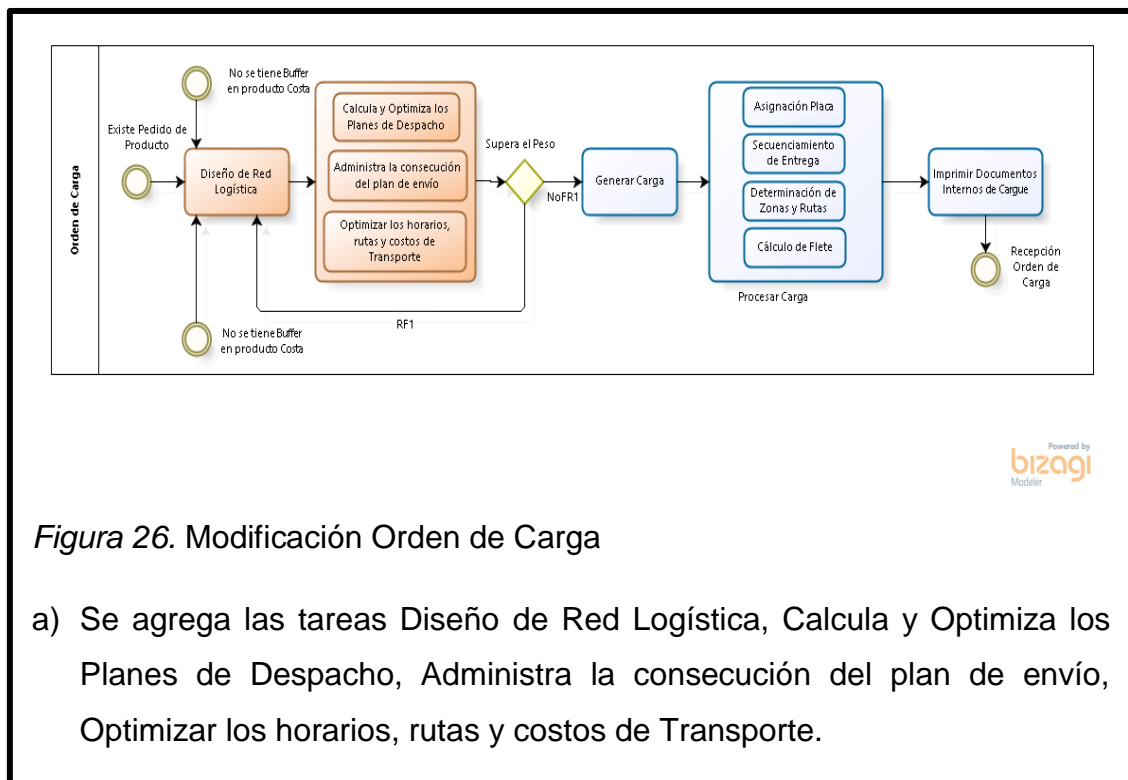 No se tiene Buffer
en producto Costa
Existe Pedido de
Producto
Orden de Carga
Diseño de Red
Logística
Calcula y Optimiza los
Planes de Despacho
Administra la consecución
del plan de envío
Optimizar los horarios,
rutas y costos de
Transporte
Supera el Peso
NoFR1
RF1
No se tiene Buffer
en producto Costa
Generar Carga
Asignación Placa
Secuenciamiento
de Entrega
Determinación de
Zonas y Rutas
Cálculo de Flete
Procesar Carga
Imprimir Documentos
Internos de Cargue
Recepción
Orden de
Carga
Powered by
bizagi
Modeler
Figura 26. Modificación Orden de Carga
a) Se agrega las tareas Diseño de Red Logística, Calcula y Optimiza los
Planes de Despacho, Administra la consecución del plan de envío,
Optimizar los horarios, rutas y costos de Transporte.